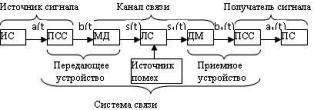 Источник сигнала
Канал связи
Получатель сигнала
a(t b(t s(t) s₁(t b₁(t a₁(t
ИС ПСС МД ЛС ДМ ПСС ПС
Передающее устройство
Источник помех
Приемное устройство
Система связи